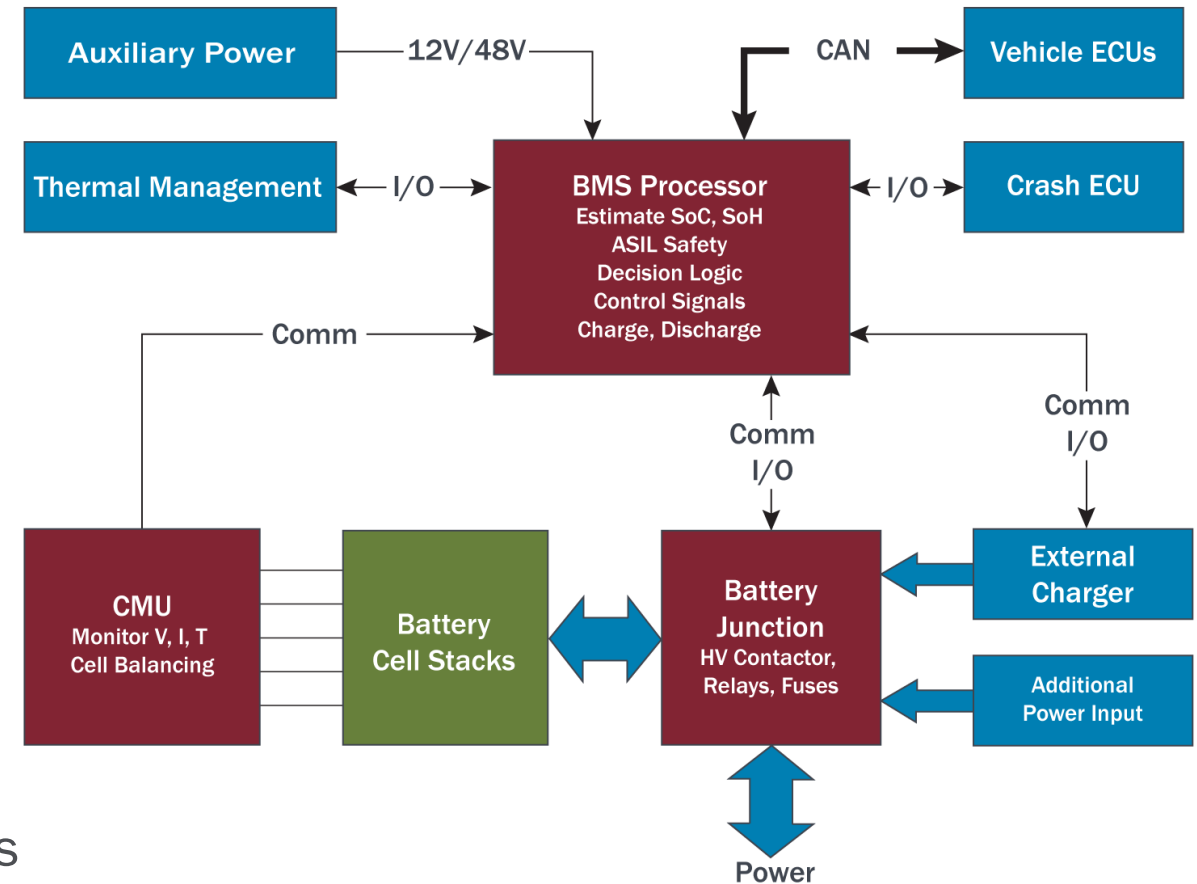 Auxiliary Power
12V/48V
CAN
Vehicle ECUs
Thermal Management
I/O
BMS Processor
Estimate SoC, SoH
ASIL Safety
Decision Logic
Control Signals
Charge, Discharge
I/O
Crash ECU
Comm
Comm
I/O
Comm
I/O
CMU
Monitor V, I, T
Cell Balancing
Battery
Cell Stacks
Battery
Junction
HV Contactor,
Relays, Fuses
External
Charger
Additional
Power Input
Power
s